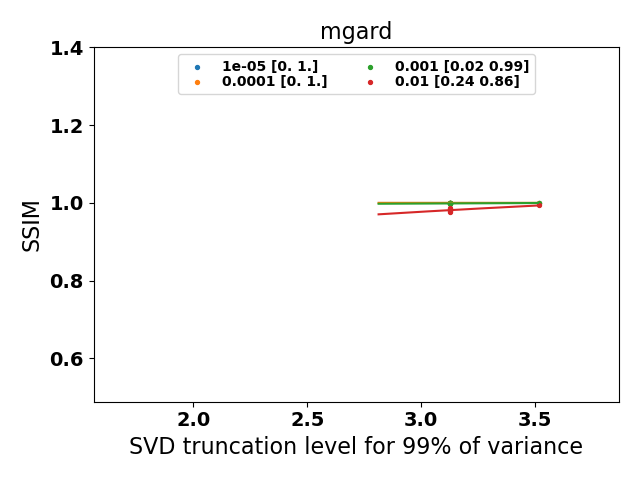 mgard
1e-05 [0. 1.]
0.0001 [0. 1.]
0.001 [0.02 0.99]
0.01 [0.24 0.86]
SSIM
1.4
1.2
1.0
0.8
0.6
2.0 2.5 3.0 3.5
SVD truncation level for 99% of variance